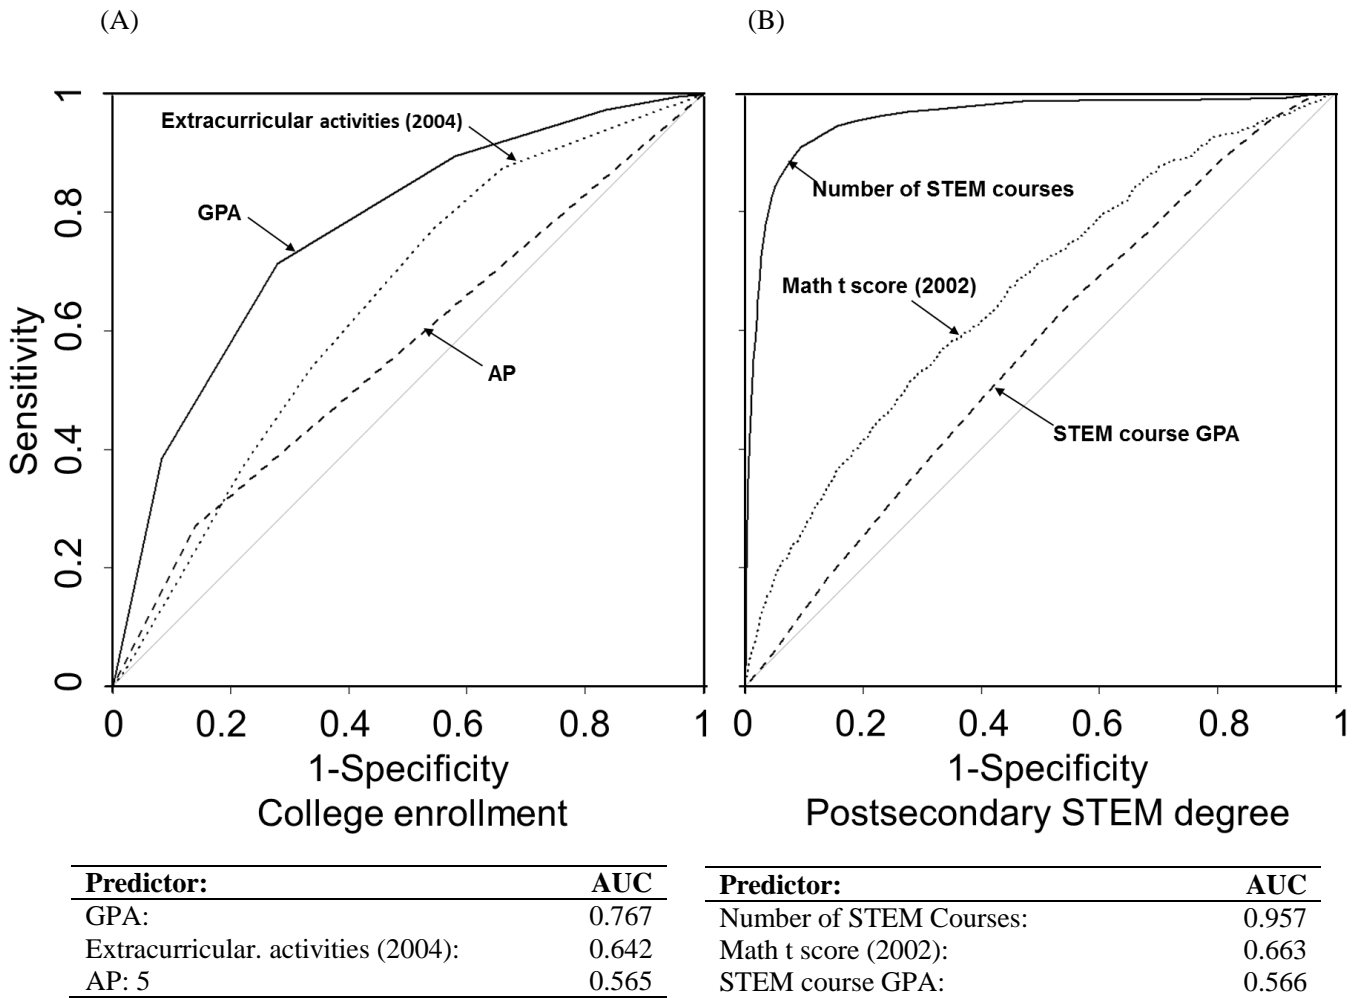 (A)
(B)
Extracurricular activities (2004)
GPA
AP
Sensitivity
0
0.2
0.4
0.6
0.8
1
0 0.2 0.4 0.6 0.8 1
1-Specificity
College enrollment
Number of STEM courses
Math t score (2002)
STEM course GPA
0 0.2 0.4 0.6 0.8 1
1-Specificity
Postsecondary STEM degree
Predictor: AUC
GPA: 0.767
Extracurricular. activities (2004): 0.642
AP: 5 0.565
Predictor: AUC
Number of STEM Courses: 0.957
Math t score (2002): 0.663
STEM course GPA: 0.566